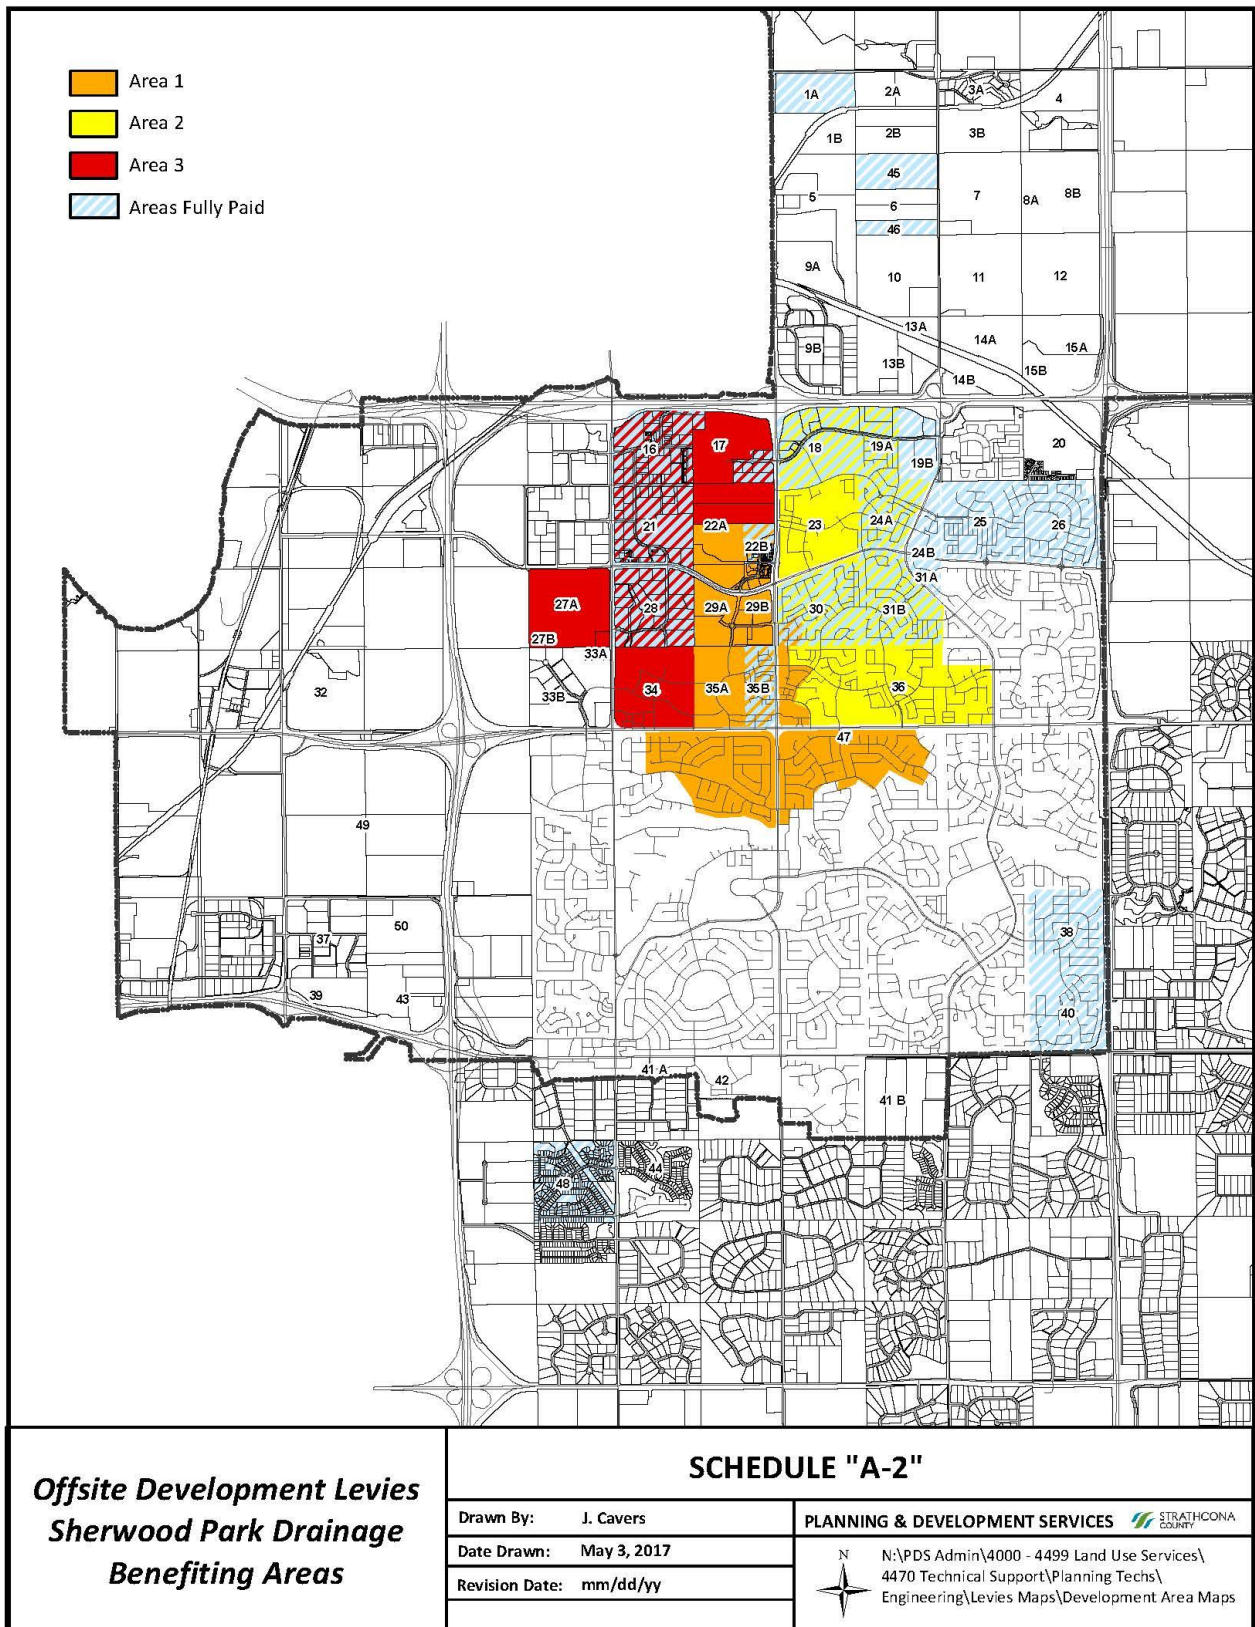 Area 1
Area 2
Area 3
Areas Fully Paid
1A
2A
3A
4
1B
2B
3B
45
5
6
7
8A
8B
46
9A
10
11
12
13A
14A
15A
9B
13B
14B
15B
16
17
18
19A
19B
20
21
22A
22B
23
24A
24B
25
26
27A
27B
28
29A
29B
30
31A
31B
32
33A
33B
34
35A
35B
36
47
49
37
50
38
39
43
40
41 A
42
41 B
44
48
Offsite Development Levies
Sherwood Park Drainage
Benefiting Areas
SCHEDULE "A-2"
Drawn By: J. Cavers
Date Drawn: May 3, 2017
Revision Date: mm/dd/yy
PLANNING & DEVELOPMENT SERVICES
STRATHCONA
COUNTY
N
N:\PDS Admin\4000 - 4499 Land Use Services\
4470 Technical Support\Planning Techs\
Engineering\Levies Maps\Development Area Maps